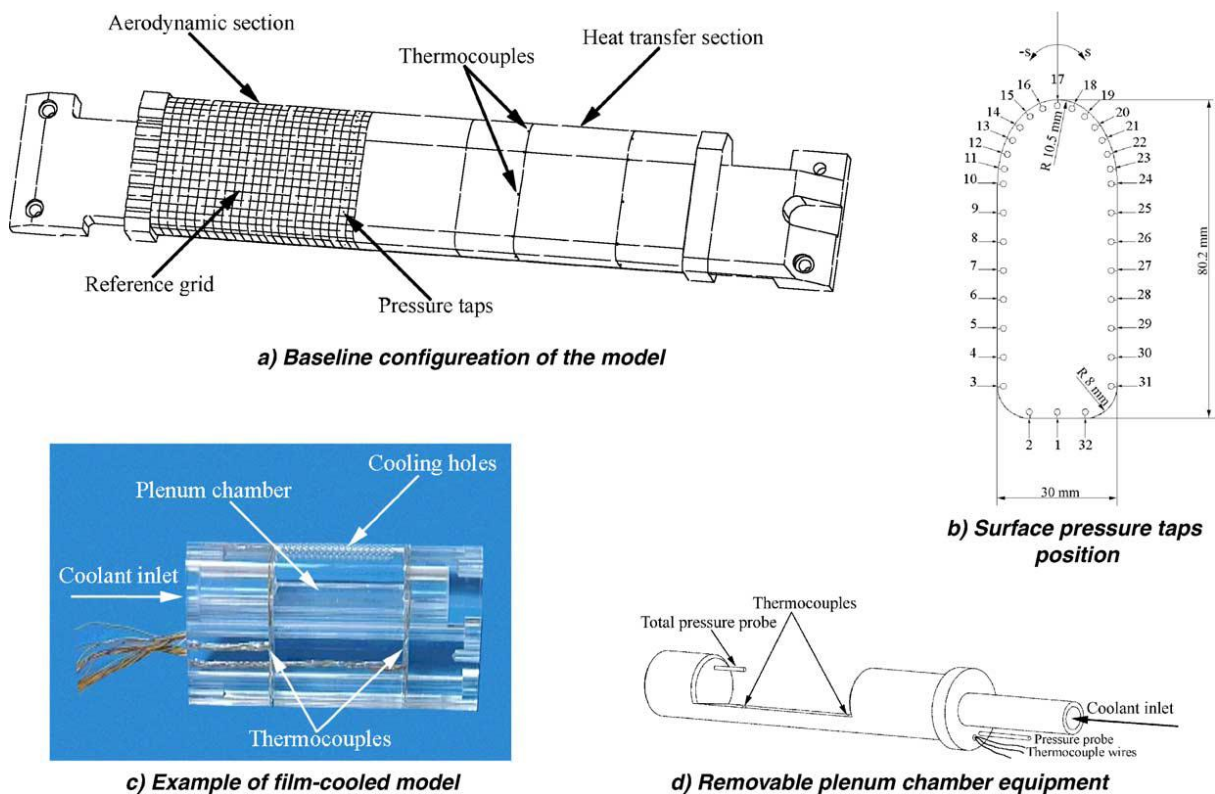 Aerodynamic section
Thermocouples
Heat transfer section
Reference grid
Pressure taps
a) Baseline configureation of the model
-s
s
17
16
18
15
19
14
20
13
21
12
22
11
23
10
24
9
25
8
26
7
27
6
28
5
29
4
30
3
31
2
1
32
R 10.5 mm
R 8 mm
80.2 mm
30 mm
b) Surface pressure taps
position
Cooling holes
Plenum chamber
Coolant inlet
Thermocouples
c) Example of film-cooled model
Thermocouples
Total pressure probe
Coolant inlet
Pressure probe
Thermocouple wires
d) Removable plenum chamber equipment